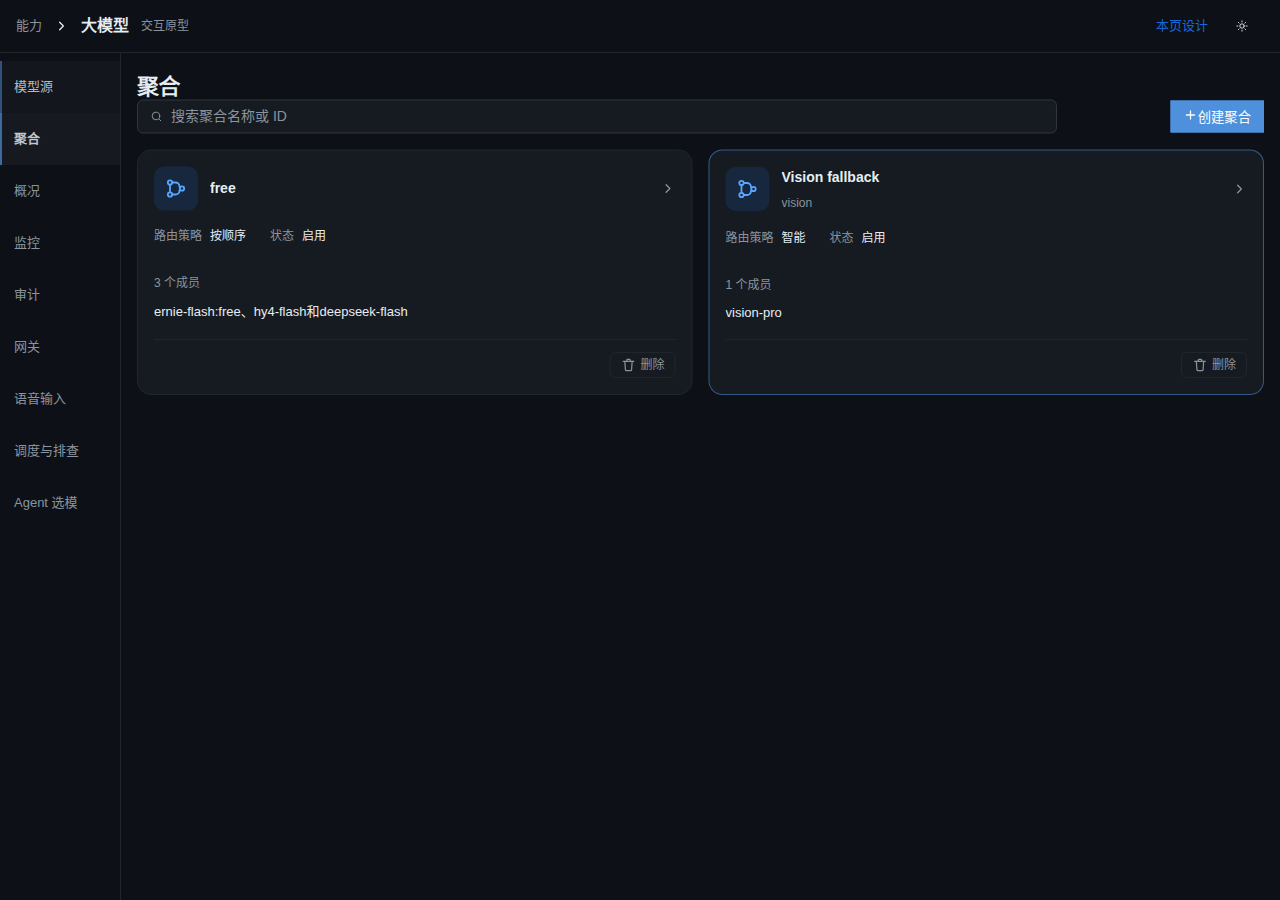 能力 大模型 交互原型 本页设计
模型源
聚合
概况
监控
审计
网关
语音输入
调度与排查
Agent 选模
聚合
搜索聚合名称或 ID
创建聚合
free
路由策略 按顺序 状态 启用
3 个成员
ernie-flash:free、hy4-flash和deepseek-flash
删除
Vision fallback
vision
路由策略 智能 状态 启用
1 个成员
vision-pro
删除